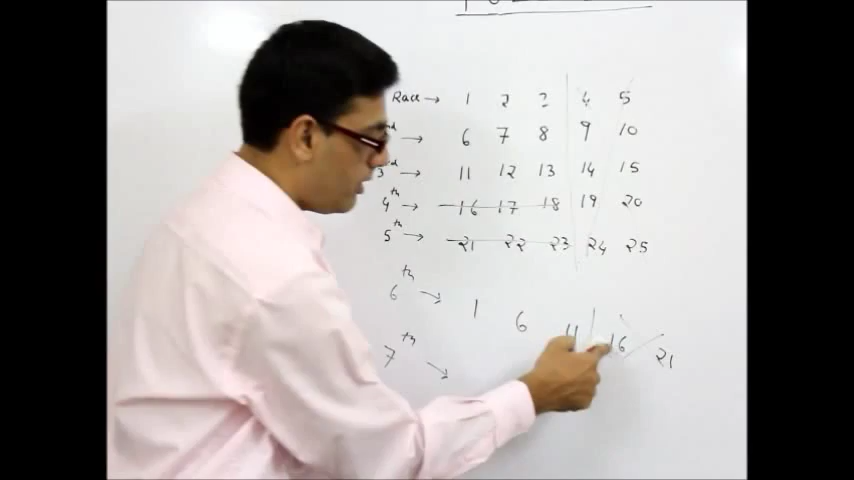 Race → 1 2 3 4 5
→ 6 7 8 9 10
3rd → 11 12 13 14 15
4th → 16 17 18 19 20
5th → 21 22 23 24 25
6th → 1 6 11 16 21
7th →